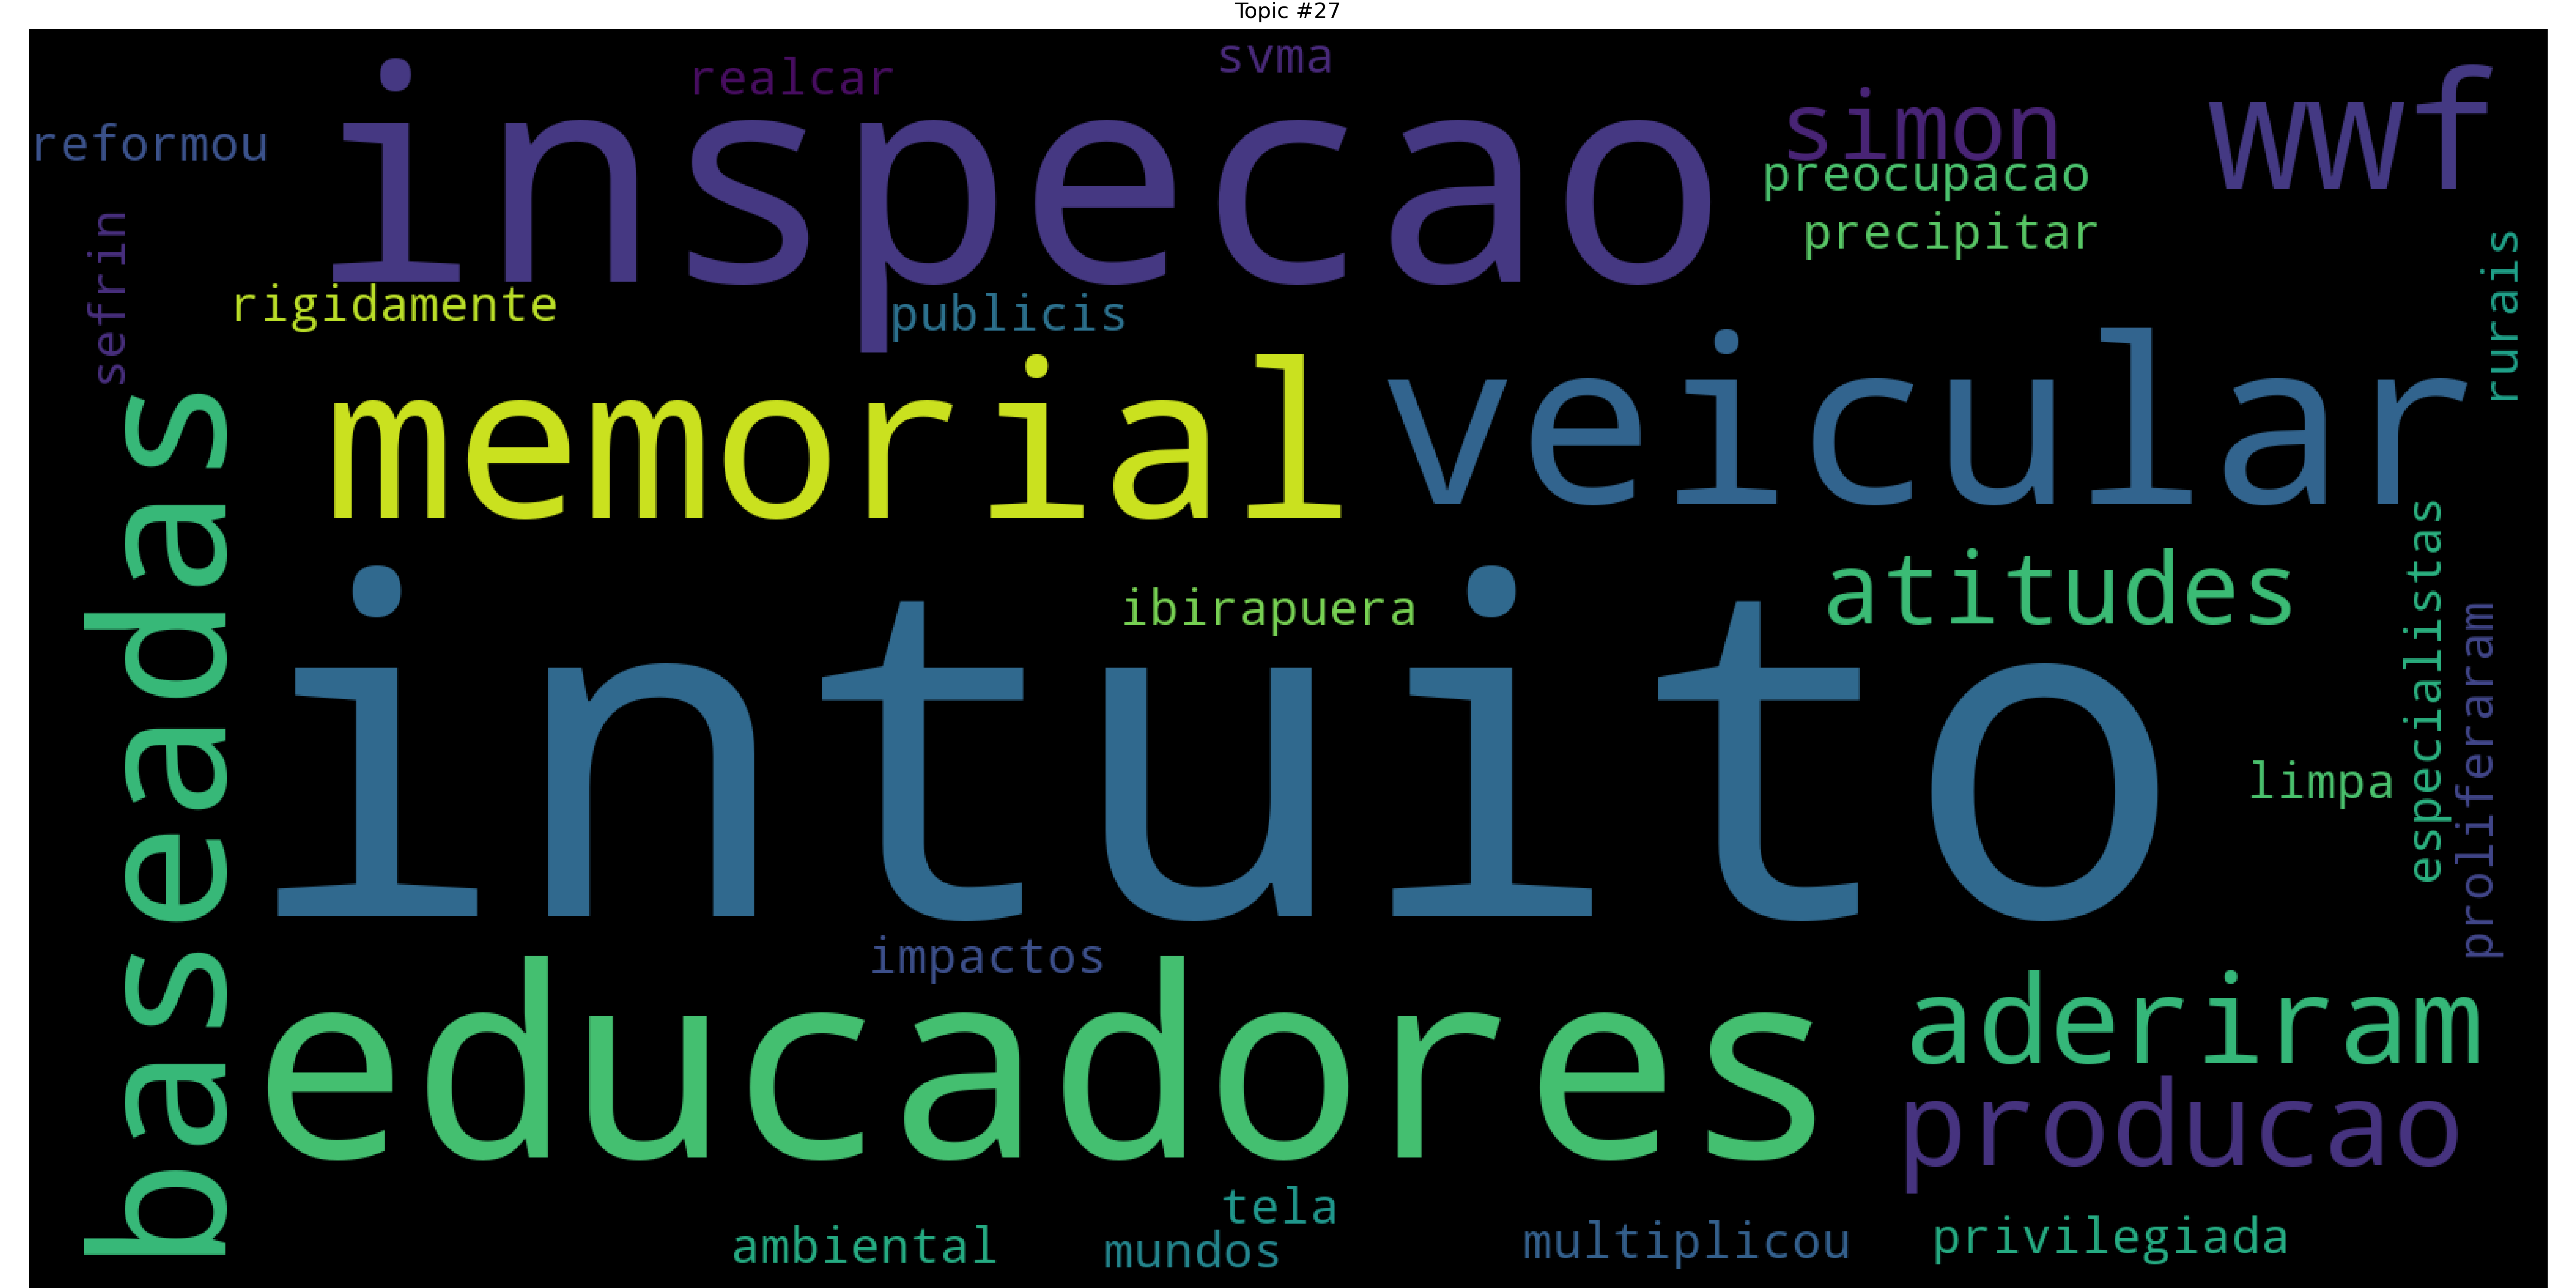 Topic #27
svma
realcar
inspecao
simon
wwf
reformou
preocupacao
precipitar
sefrin
rigidamente
publicis
rurais
memorial
veicular
baseadas
ibirapuera
atitudes
especialistas
intuito
limpa
proliferaram
impactos
educadores
aderiram
producao
tela
ambiental
mundos
multiplicou
privilegiada